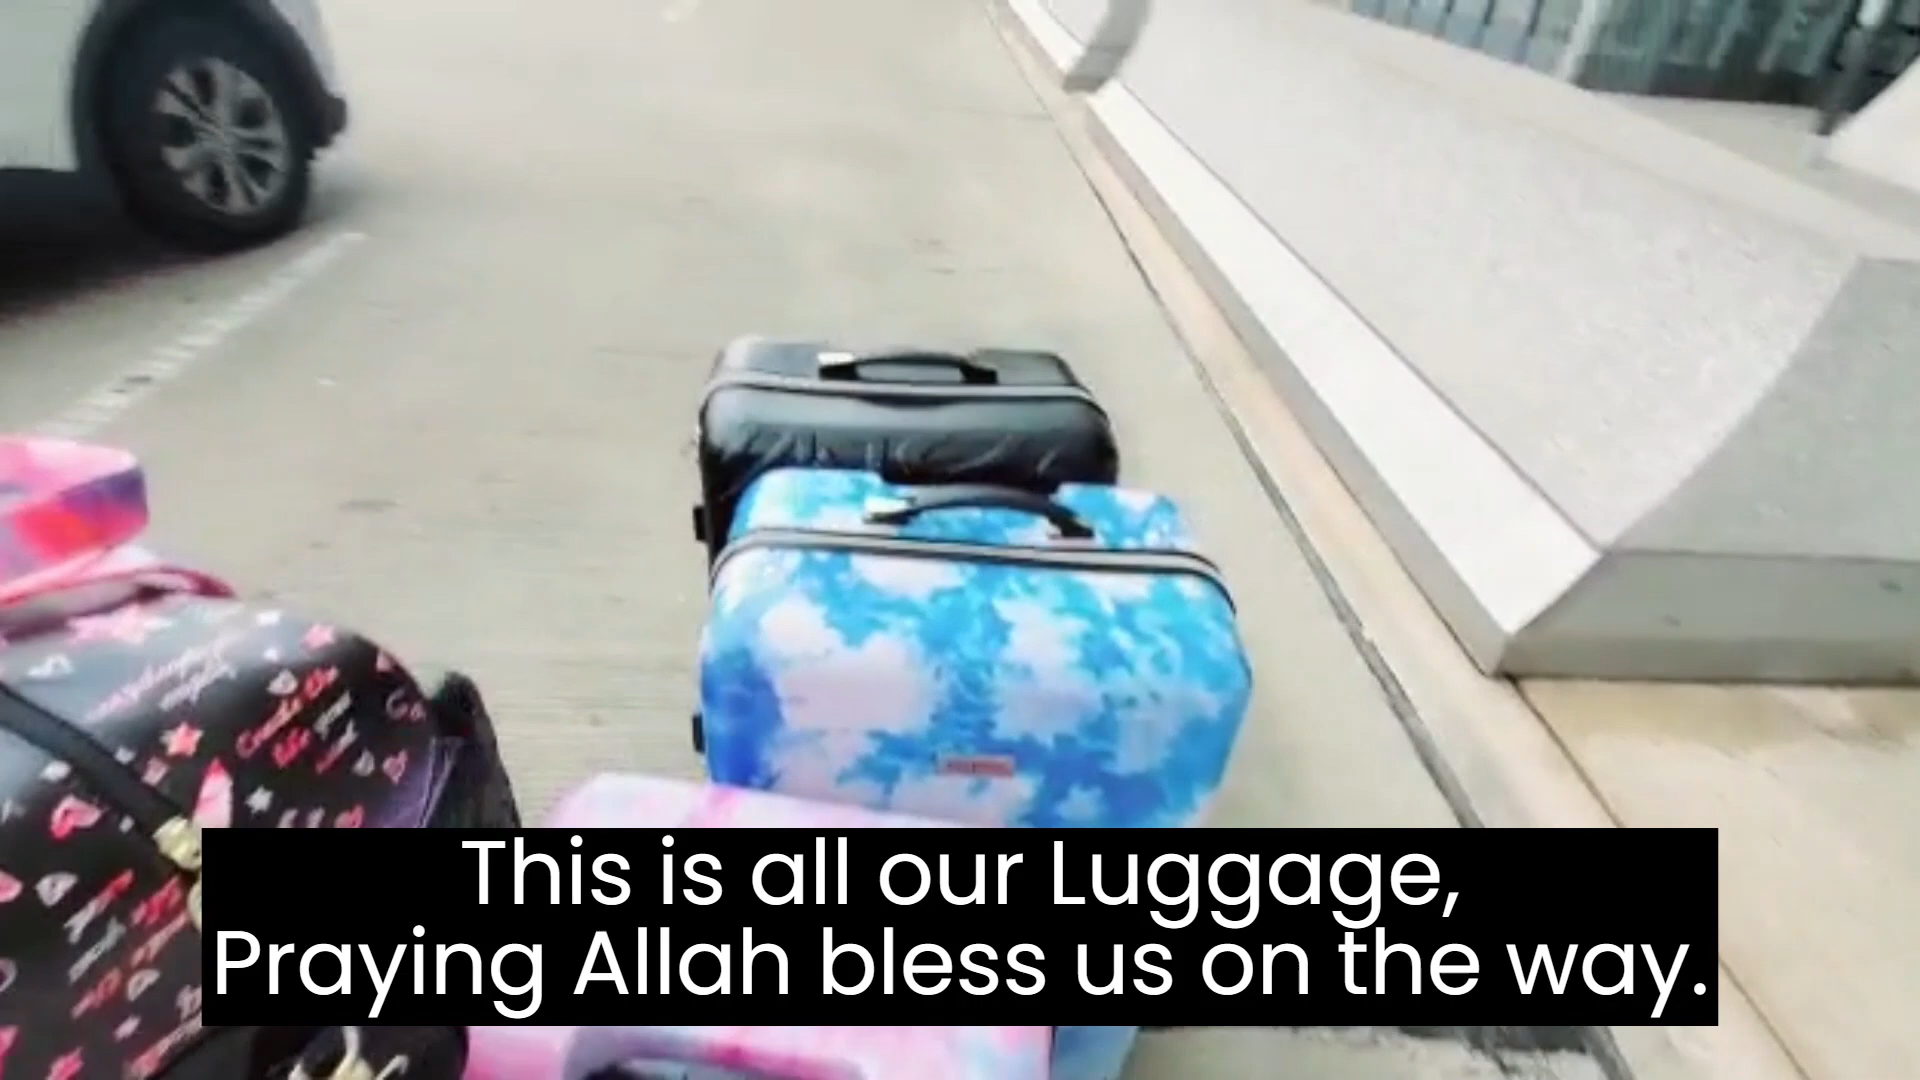 This is all our Luggage,
Praying Allah bless us on the way.